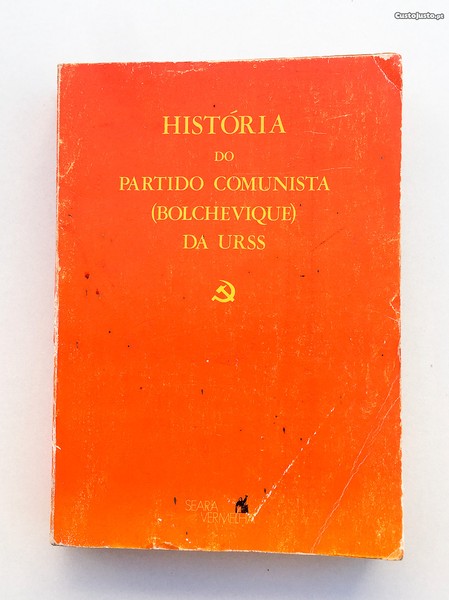 CustoJusto.pt
HISTÓRIA
DO
PARTIDO COMUNISTA
(BOLCHEVIQUE)
DA URSS
SEARA
VERMELHA